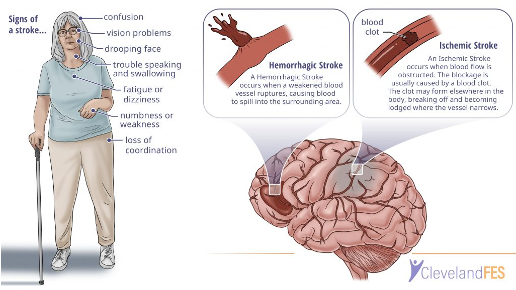 Signs of
a stroke...
confusion
vision problems
drooping face
trouble speaking
and swallowing
fatigue or
dizziness
numbness or
weakness
loss of
coordination
Hemorrhagic Stroke
A Hemorrhagic Stroke
occurs when a weakened blood
vessel ruptures, causing blood
to spill into the surrounding area.
blood
clot
Ischemic Stroke
An Ischemic Stroke
occurs when blood flow is
obstructed. The blockage is
usually caused by a blood clot.
The clot may form elsewhere in the
body, breaking off and becoming
lodged where the vessel narrows.
ClevelandFES